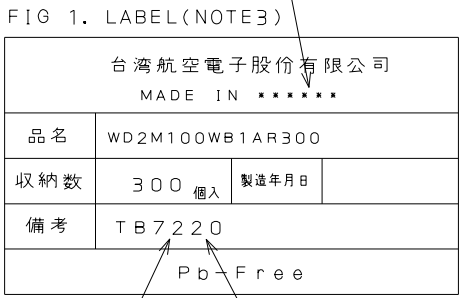 FIG 1. LABEL(NOTE3)
台湾航空電子股份有限公司
MADE IN ******
品名 WD2M100WB1AR300
収納数 300 個入 製造年月日
備考 TB7220
Pb-Free